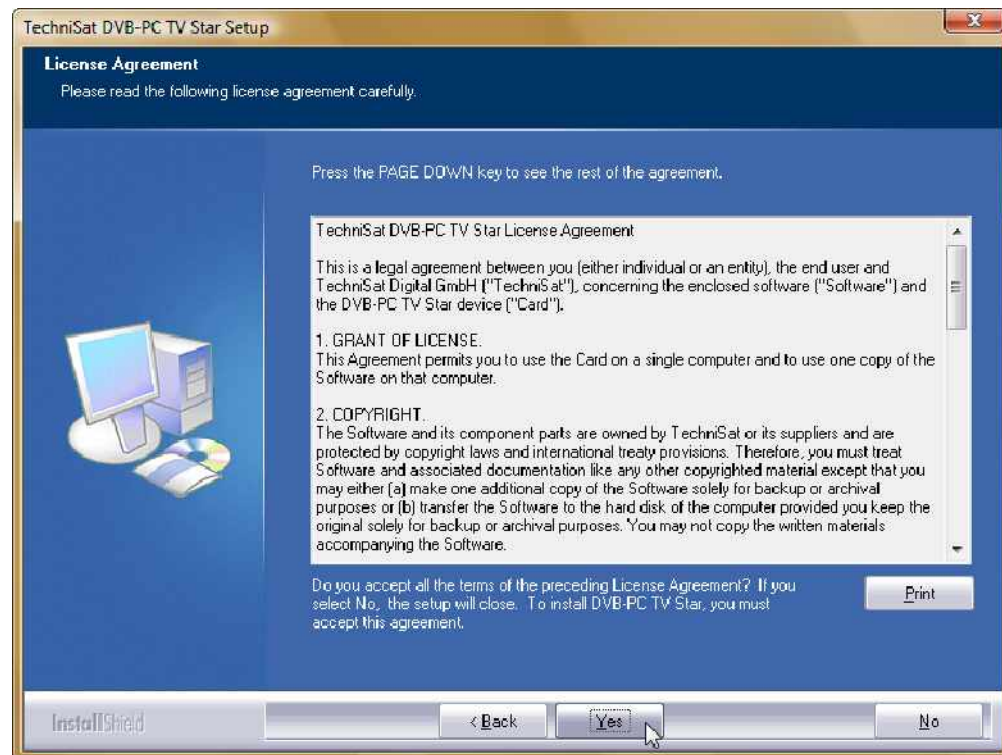 TechniSat DVB-PC TV Star Setup
License Agreement
Please read the following license agreement carefully.
Press the PAGE DOWN key to see the rest of the agreement.
TechniSat DVB-PC TV Star License Agreement
This is a legal agreement between you (either individual or an entity), the end user and
TechniSat Digital GmbH ("TechniSat"), concerning the enclosed software ("Software") and
the DVB-PC TV Star device ("Card").
1. GRANT OF LICENSE.
This Agreement permits you to use the Card on a single computer and to use one copy of the
Software on that computer.
2. COPYRIGHT.
The Software and its component parts are owned by TechniSat or its suppliers and are
protected by copyright laws and international treaty provisions. Therefore, you must treat
Software and associated documentation like any other copyrighted material except that you
may either (a) make one additional copy of the Software solely for backup or archival
purposes or (b) transfer the Software to the hard disk of the computer provided you keep the
original solely for backup or archival purposes. You may not copy the written materials
accompanying the Software.
Do you accept all the terms of the preceding License Agreement? If you
select No, the setup will close. To install DVB-PC TV Star, you must
accept this agreement.
Print
InstallShield
< Back
Yes
No